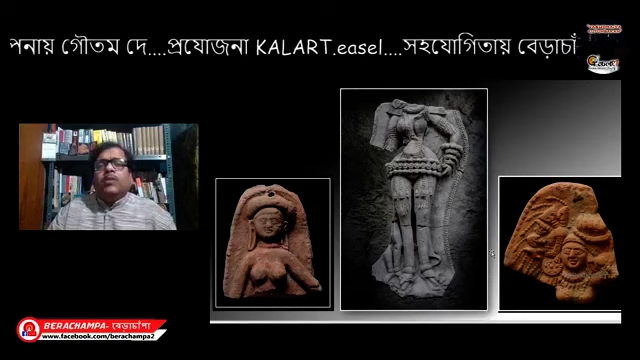 পনায় গৌতম দে....প্রযোজনা KALART.easel....সহযোগিতায় বেড়াচাঁ
BERACHAMPA- বেড়াচাঁপা
www.facebook.com/berachampa2